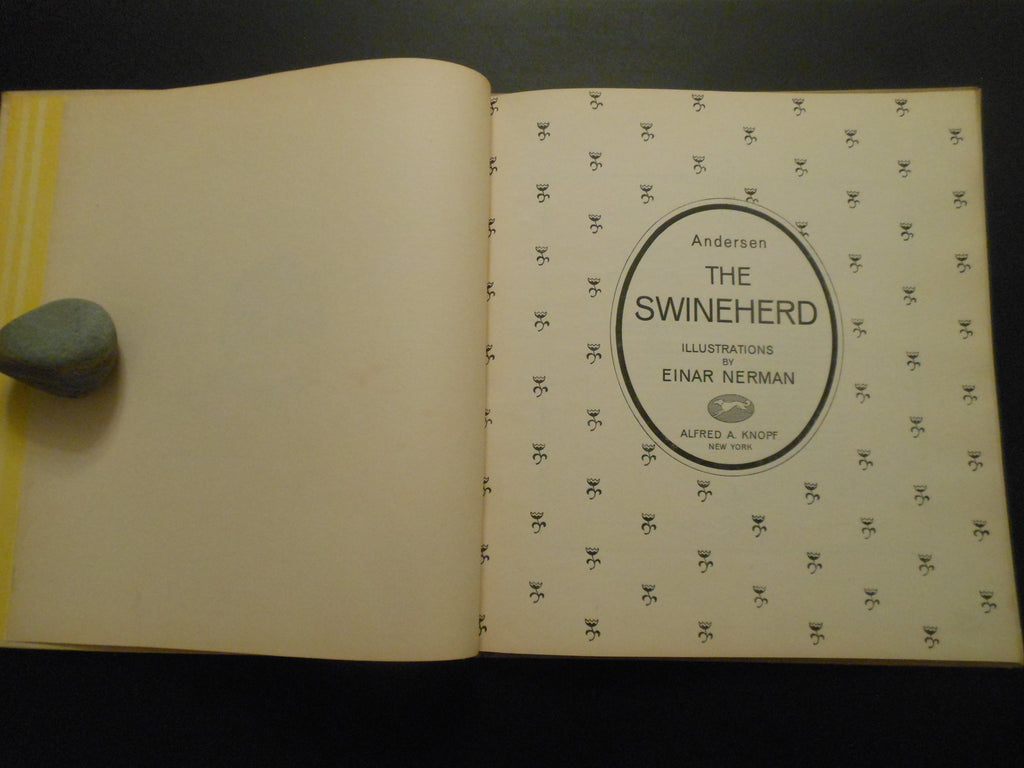 Andersen
THE
SWINEHERD
ILLUSTRATIONS
BY
EINAR NERMAN
ALFRED A. KNOPF
NEW YORK